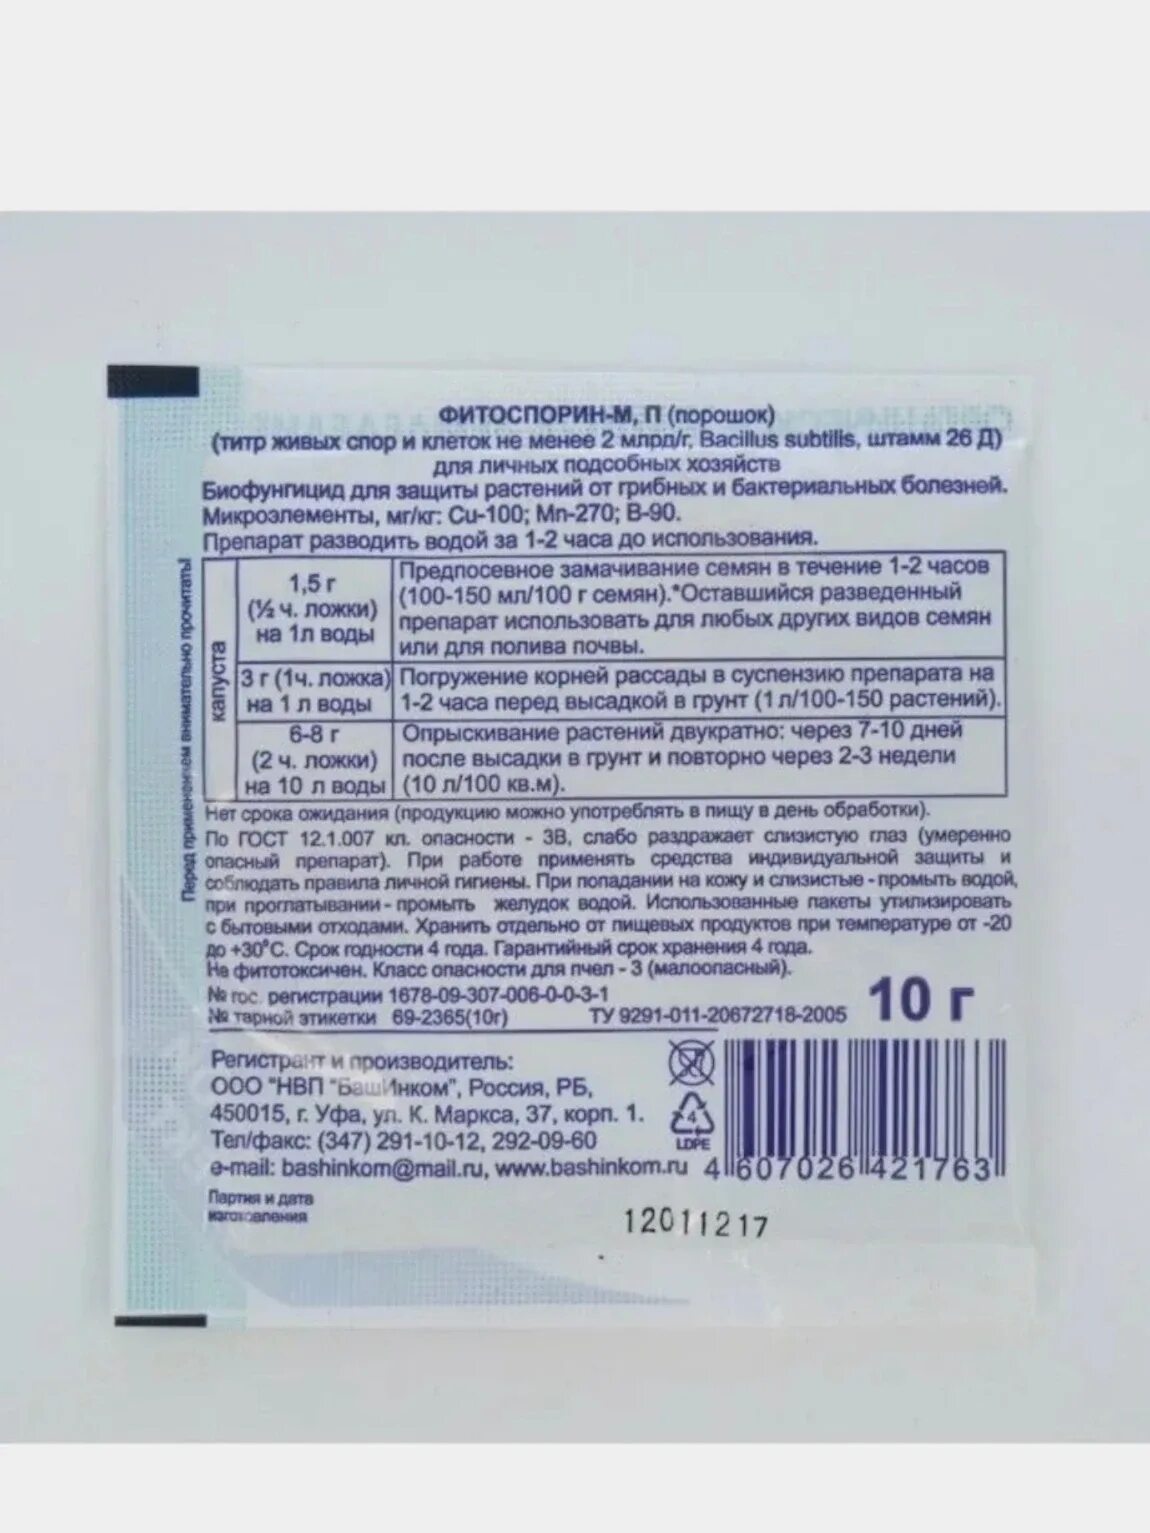 ФИТОСПОРИН-М, П (порошок)
(титр живых спор и клеток не менее 2 млрд/г, Bacillus subtilis, штамм 26 Д)
для личных подсобных хозяйств
Биофунгицид для защиты растений от грибных и бактериальных болезней.
Микроэлементы, мг/кг: Cu-100; Mn-270; B-90.
Препарат разводить водой за 1-2 часа до использования.
капуста
1,5 г
(½ ч. ложки)
на 1л воды
Предпосевное замачивание семян в течение 1-2 часов
(100-150 мл/100 г семян).*Оставшийся разведенный
препарат использовать для любых других видов семян
или для полива почвы.
3 г (1ч. ложка)
на 1 л воды
Погружение корней рассады в суспензию препарата на
1-2 часа перед высадкой в грунт (1 л/100-150 растений).
6-8 г
(2 ч. ложки)
на 10 л воды
Опрыскивание растений двукратно: через 7-10 дней
после высадки в грунт и повторно через 2-3 недели
(10 л/100 кв.м).
Перед применением внимательно прочитать!
Нет срока ожидания (продукцию можно употреблять в пищу в день обработки).
По ГОСТ 12.1.007 кл. опасности - 3В, слабо раздражает слизистую глаз (умеренно
опасный препарат). При работе применять средства индивидуальной защиты и
соблюдать правила личной гигиены. При попадании на кожу и слизистые - промыть водой,
при проглатывании - промыть желудок водой. Использованные пакеты утилизировать
с бытовыми отходами. Хранить отдельно от пищевых продуктов при температуре от -20
до +30°С. Срок годности 4 года. Гарантийный срок хранения 4 года.
Не фитотоксичен. Класс опасности для пчел - 3 (малоопасный).
№ гос. регистрации 1678-09-307-006-0-0-3-1
№ тарной этикетки 69-2365(10г) ТУ 9291-011-20672718-2005
10 г
Регистрант и производитель:
ООО "НВП "БашИнком", Россия, РБ,
450015, г. Уфа, ул. К. Маркса, 37, корп. 1.
Тел/факс: (347) 291-10-12, 292-09-60
e-mail: bashinkom@mail.ru, www.bashinkom.ru
4
LDPE
4 607026 421763
Партия и дата
изготовления
12011217